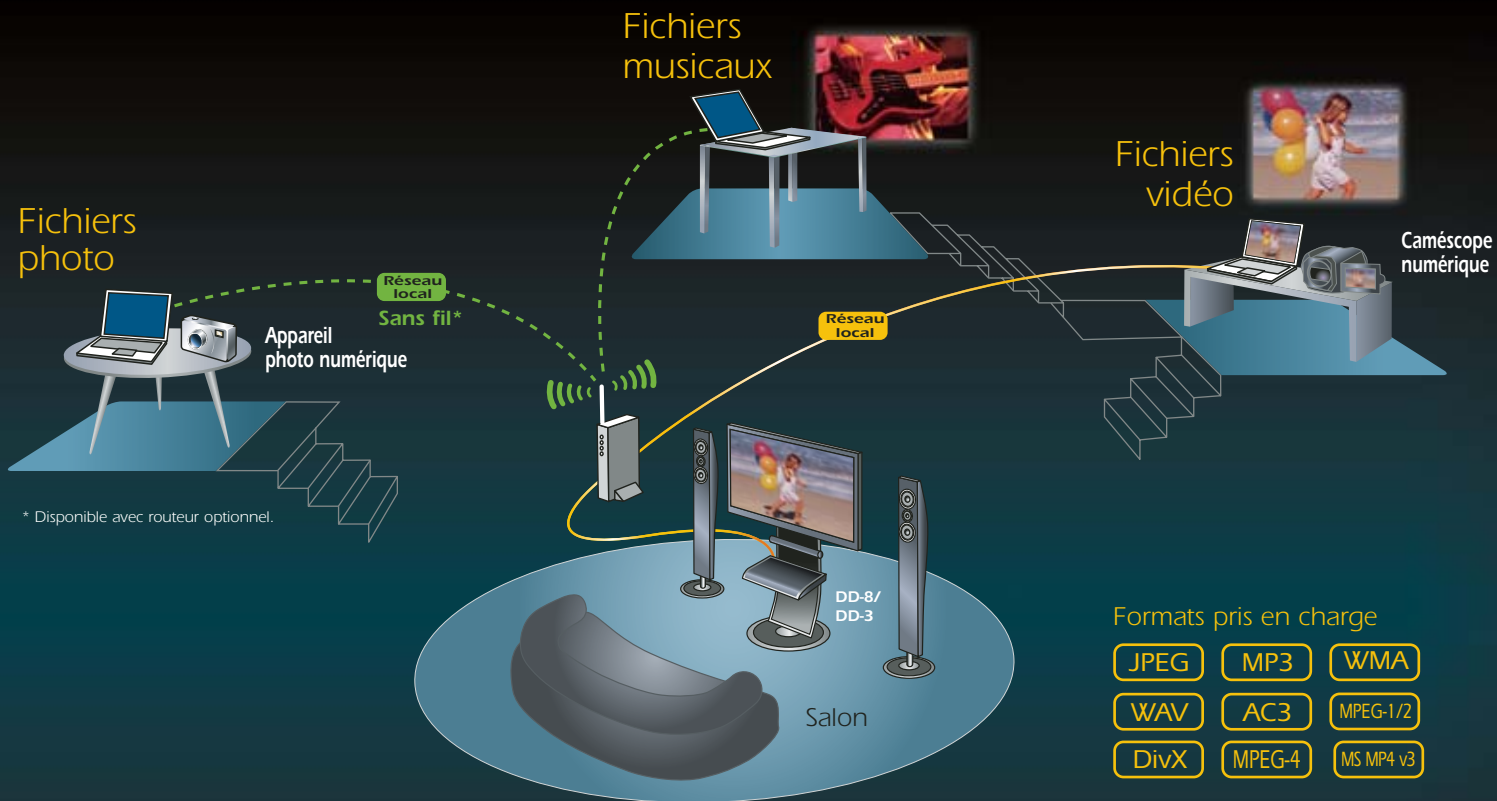 Fichiers
musicaux
Fichiers
vidéo
Caméscope
numérique
Fichiers
photo
Réseau
local
Sans fil*
Réseau
local
Appareil
photo numérique
* Disponible avec routeur optionnel.
DD-8/
DD-3
Salon
Formats pris en charge
JPEG MP3 WMA
WAV AC3 MPEG-1/2
DivX MPEG-4 MS MP4 v3